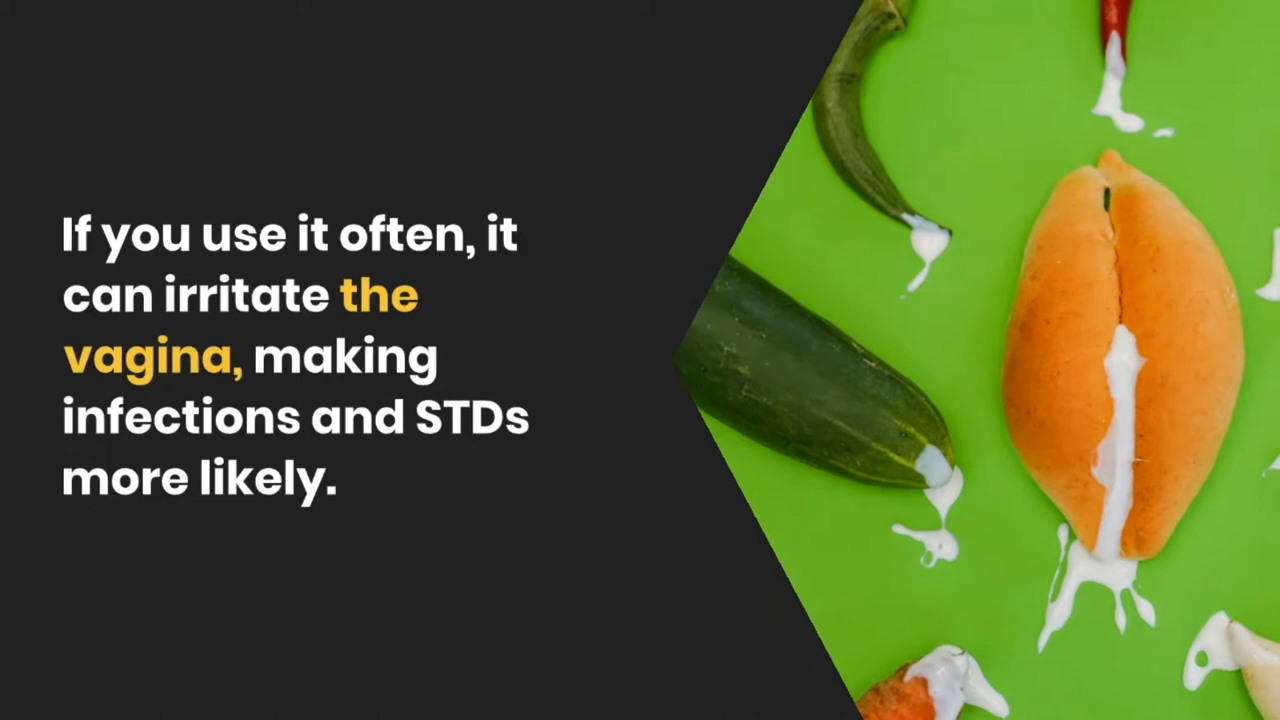 If you use it often, it
can irritate the
vagina, making
infections and STDs
more likely.